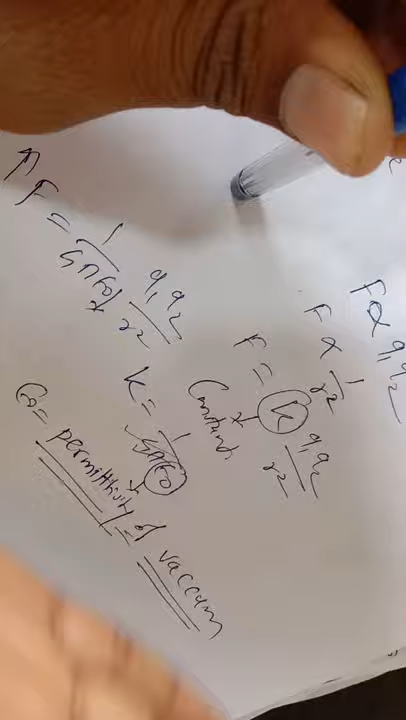 F ∝ q₁q₂
F ∝ 1/r²
F = k q₁q₂/r²
Constant
↑F = 1/4πε₀ q₁q₂/r²
k = 1/4πε₀
ε₀ = permittivity of vaccum